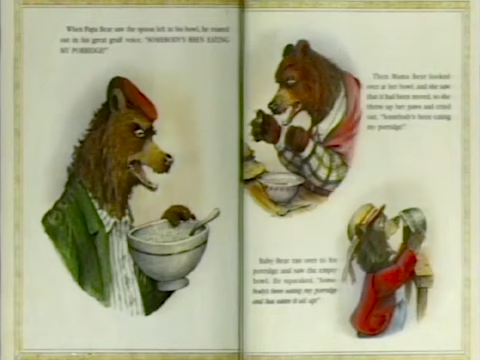 When Papa Bear saw the spoon left in his bowl, he roared
out in his great gruff voice, "SOMEBODY'S BEEN EATING
MY PORRIDGE!"
Then Mama Bear looked
over at her bowl, and she saw
that it had been moved, so she
threw up her paws and cried
out, "Somebody's been eating
my porridge!"
Baby Bear ran over to his
porridge and saw the empty
bowl. He squeaked, "Some-
body's been eating my porridge
and has eaten it all up!"